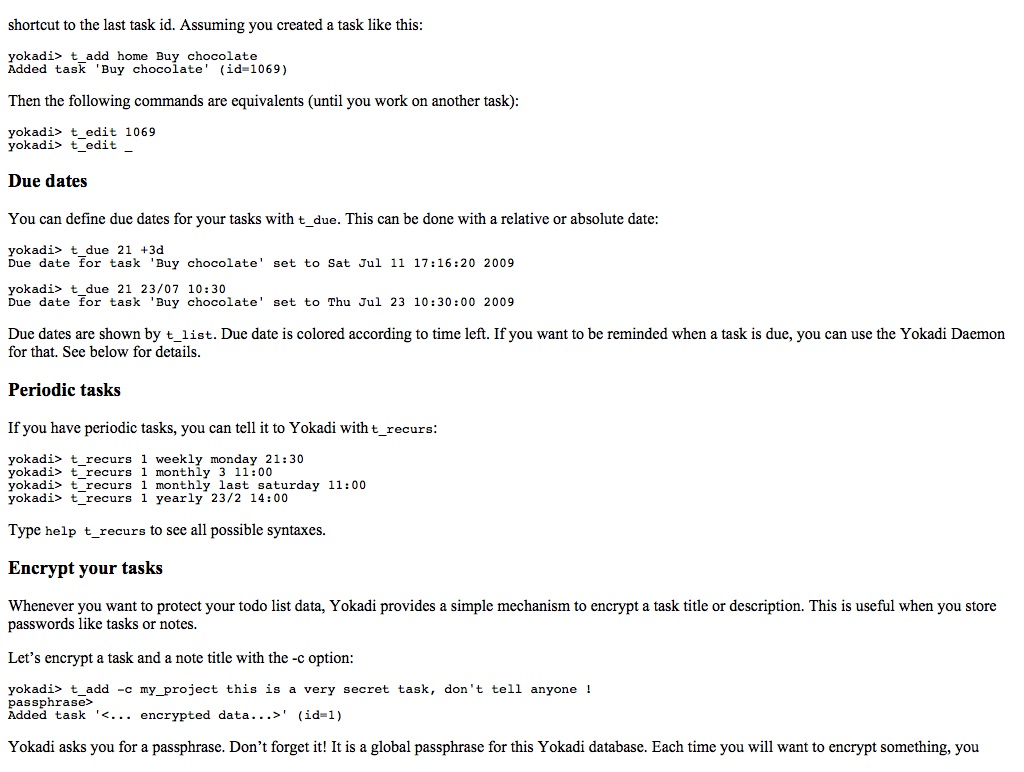 shortcut to the last task id. Assuming you created a task like this:
yokadi> t_add home Buy chocolate
Added task 'Buy chocolate' (id=1069)
Then the following commands are equivalents (until you work on another task):
yokadi> t_edit 1069
yokadi> t_edit _
Due dates
You can define due dates for your tasks with t_due. This can be done with a relative or absolute date:
yokadi> t_due 21 +3d
Due date for task 'Buy chocolate' set to Sat Jul 11 17:16:20 2009
yokadi> t_due 21 23/07 10:30
Due date for task 'Buy chocolate' set to Thu Jul 23 10:30:00 2009
Due dates are shown by t_list. Due date is colored according to time left. If you want to be reminded when a task is due, you can use the Yokadi Daemon
for that. See below for details.
Periodic tasks
If you have periodic tasks, you can tell it to Yokadi with t_recurs:
yokadi> t_recurs 1 weekly monday 21:30
yokadi> t_recurs 1 monthly 3 11:00
yokadi> t_recurs 1 monthly last saturday 11:00
yokadi> t_recurs 1 yearly 23/2 14:00
Type help t_recurs to see all possible syntaxes.
Encrypt your tasks
Whenever you want to protect your todo list data, Yokadi provides a simple mechanism to encrypt a task title or description. This is useful when you store
passwords like tasks or notes.
Let’s encrypt a task and a note title with the -c option:
yokadi> t_add -c my_project this is a very secret task, don't tell anyone !
passphrase>
Added task '<... encrypted data...>' (id=1)
Yokadi asks you for a passphrase. Don’t forget it! It is a global passphrase for this Yokadi database. Each time you will want to encrypt something, you